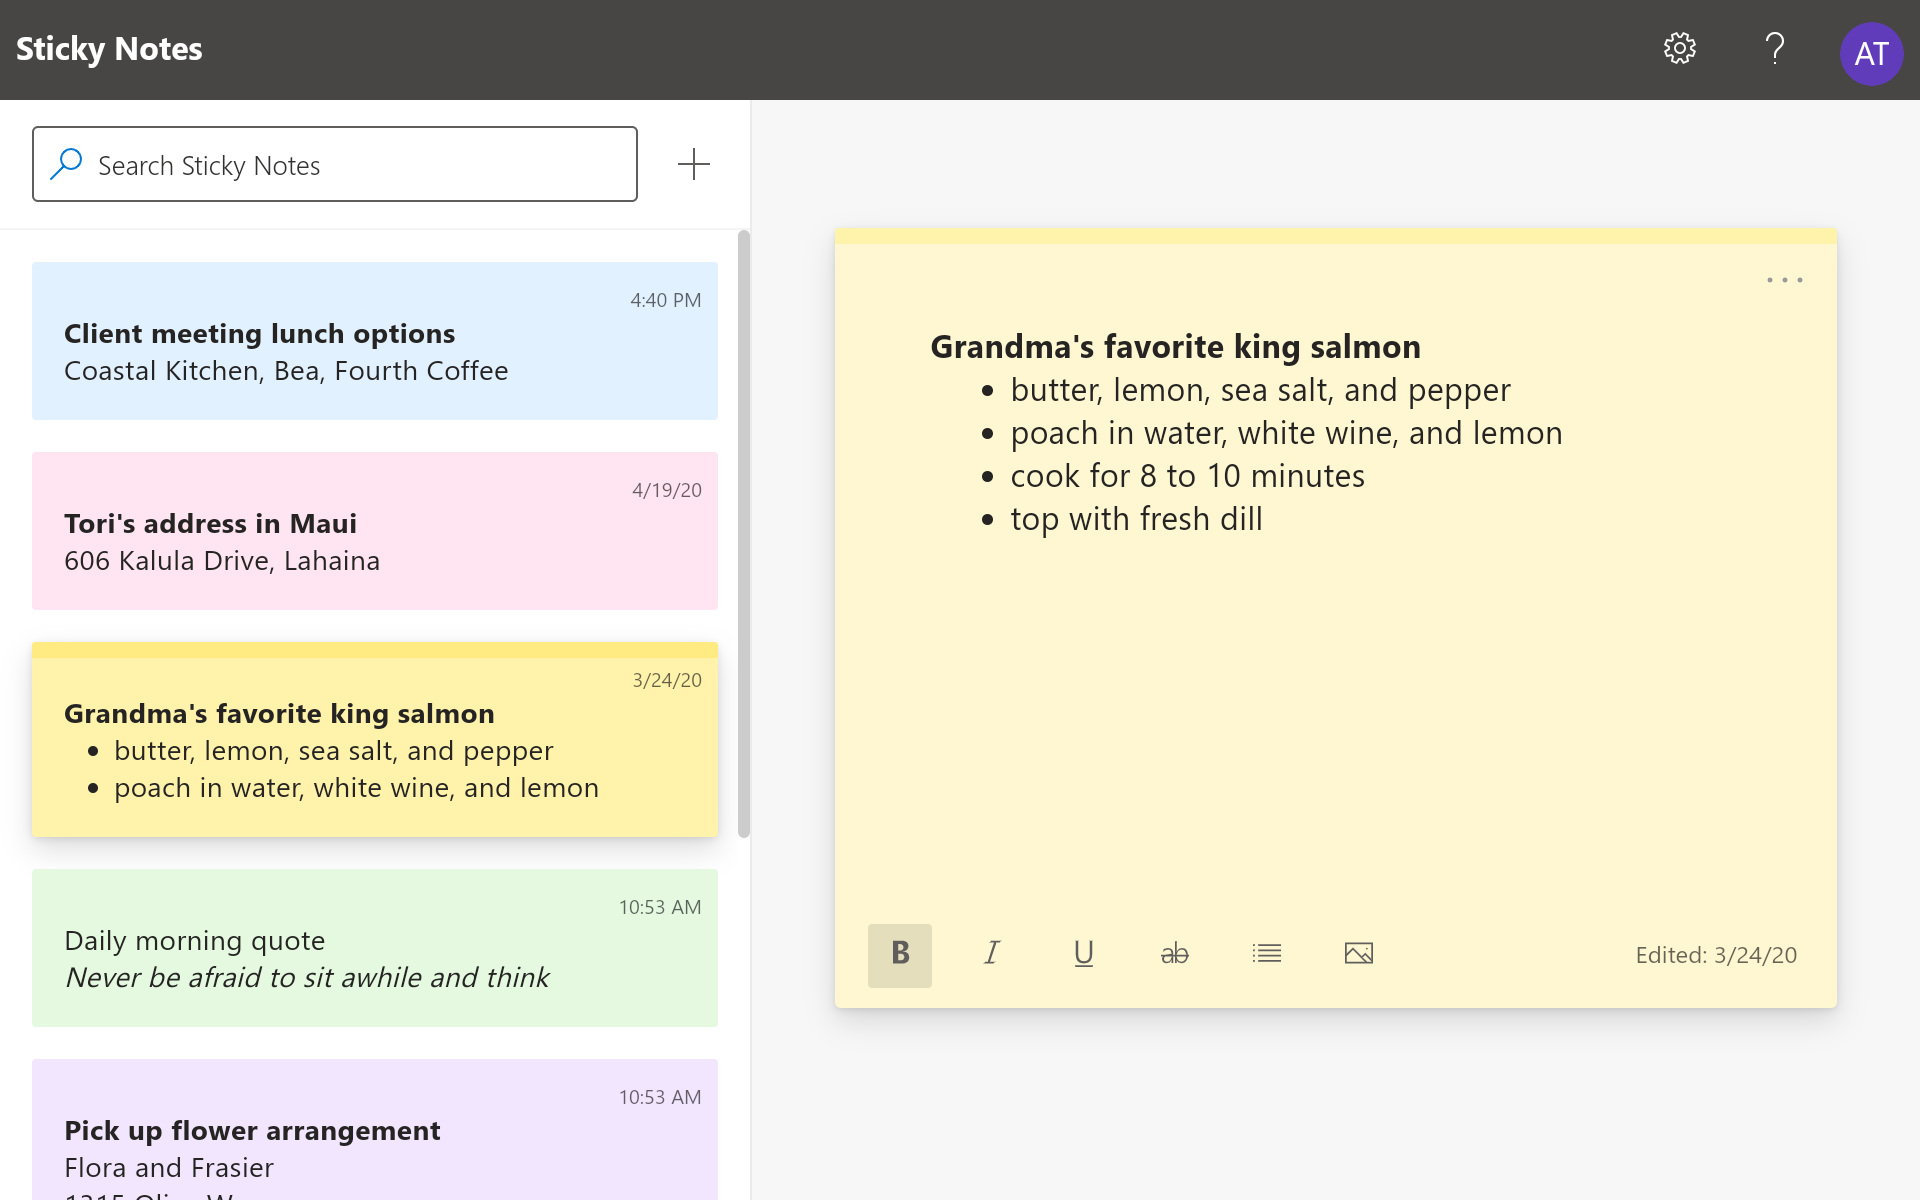 Sticky Notes
AT
Search Sticky Notes
4:40 PM
Client meeting lunch options
Coastal Kitchen, Bea, Fourth Coffee
4/19/20
Tori's address in Maui
606 Kalula Drive, Lahaina
3/24/20
Grandma's favorite king salmon
• butter, lemon, sea salt, and pepper
• poach in water, white wine, and lemon
10:53 AM
Daily morning quote
Never be afraid to sit awhile and think
10:53 AM
Pick up flower arrangement
Flora and Frasier
Grandma's favorite king salmon
• butter, lemon, sea salt, and pepper
• poach in water, white wine, and lemon
• cook for 8 to 10 minutes
• top with fresh dill
B I U ab
Edited: 3/24/20